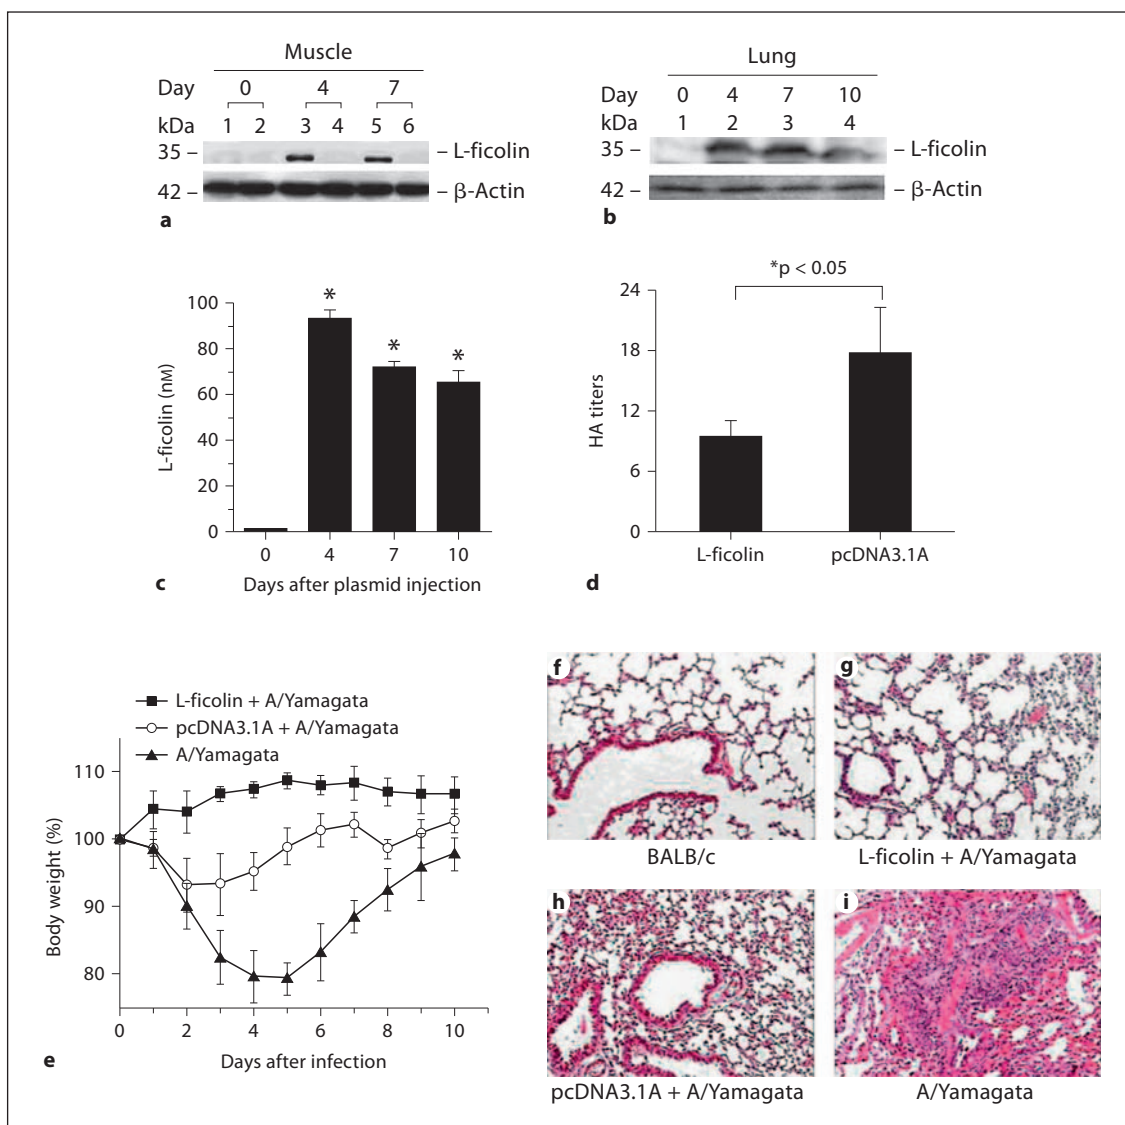 Muscle
Day 0 4 7
kDa 1 2 3 4 5 6
35 – – L-ficolin
42 – – β-Actin
a
Lung
Day 0 4 7 10
kDa 1 2 3 4
35 – – L-ficolin
42 – – β-Actin
b
100
80
60
40
20
0
L-ficolin (nM)
* * *
0 4 7 10
Days after plasmid injection
c
*p < 0.05
24
18
12
6
0
HA titers
L-ficolin pcDNA3.1A
d
L-ficolin + A/Yamagata
pcDNA3.1A + A/Yamagata
A/Yamagata
110
100
90
80
Body weight (%)
0 2 4 6 8 10
Days after infection
e
f
BALB/c
g
L-ficolin + A/Yamagata
h
pcDNA3.1A + A/Yamagata
i
A/Yamagata